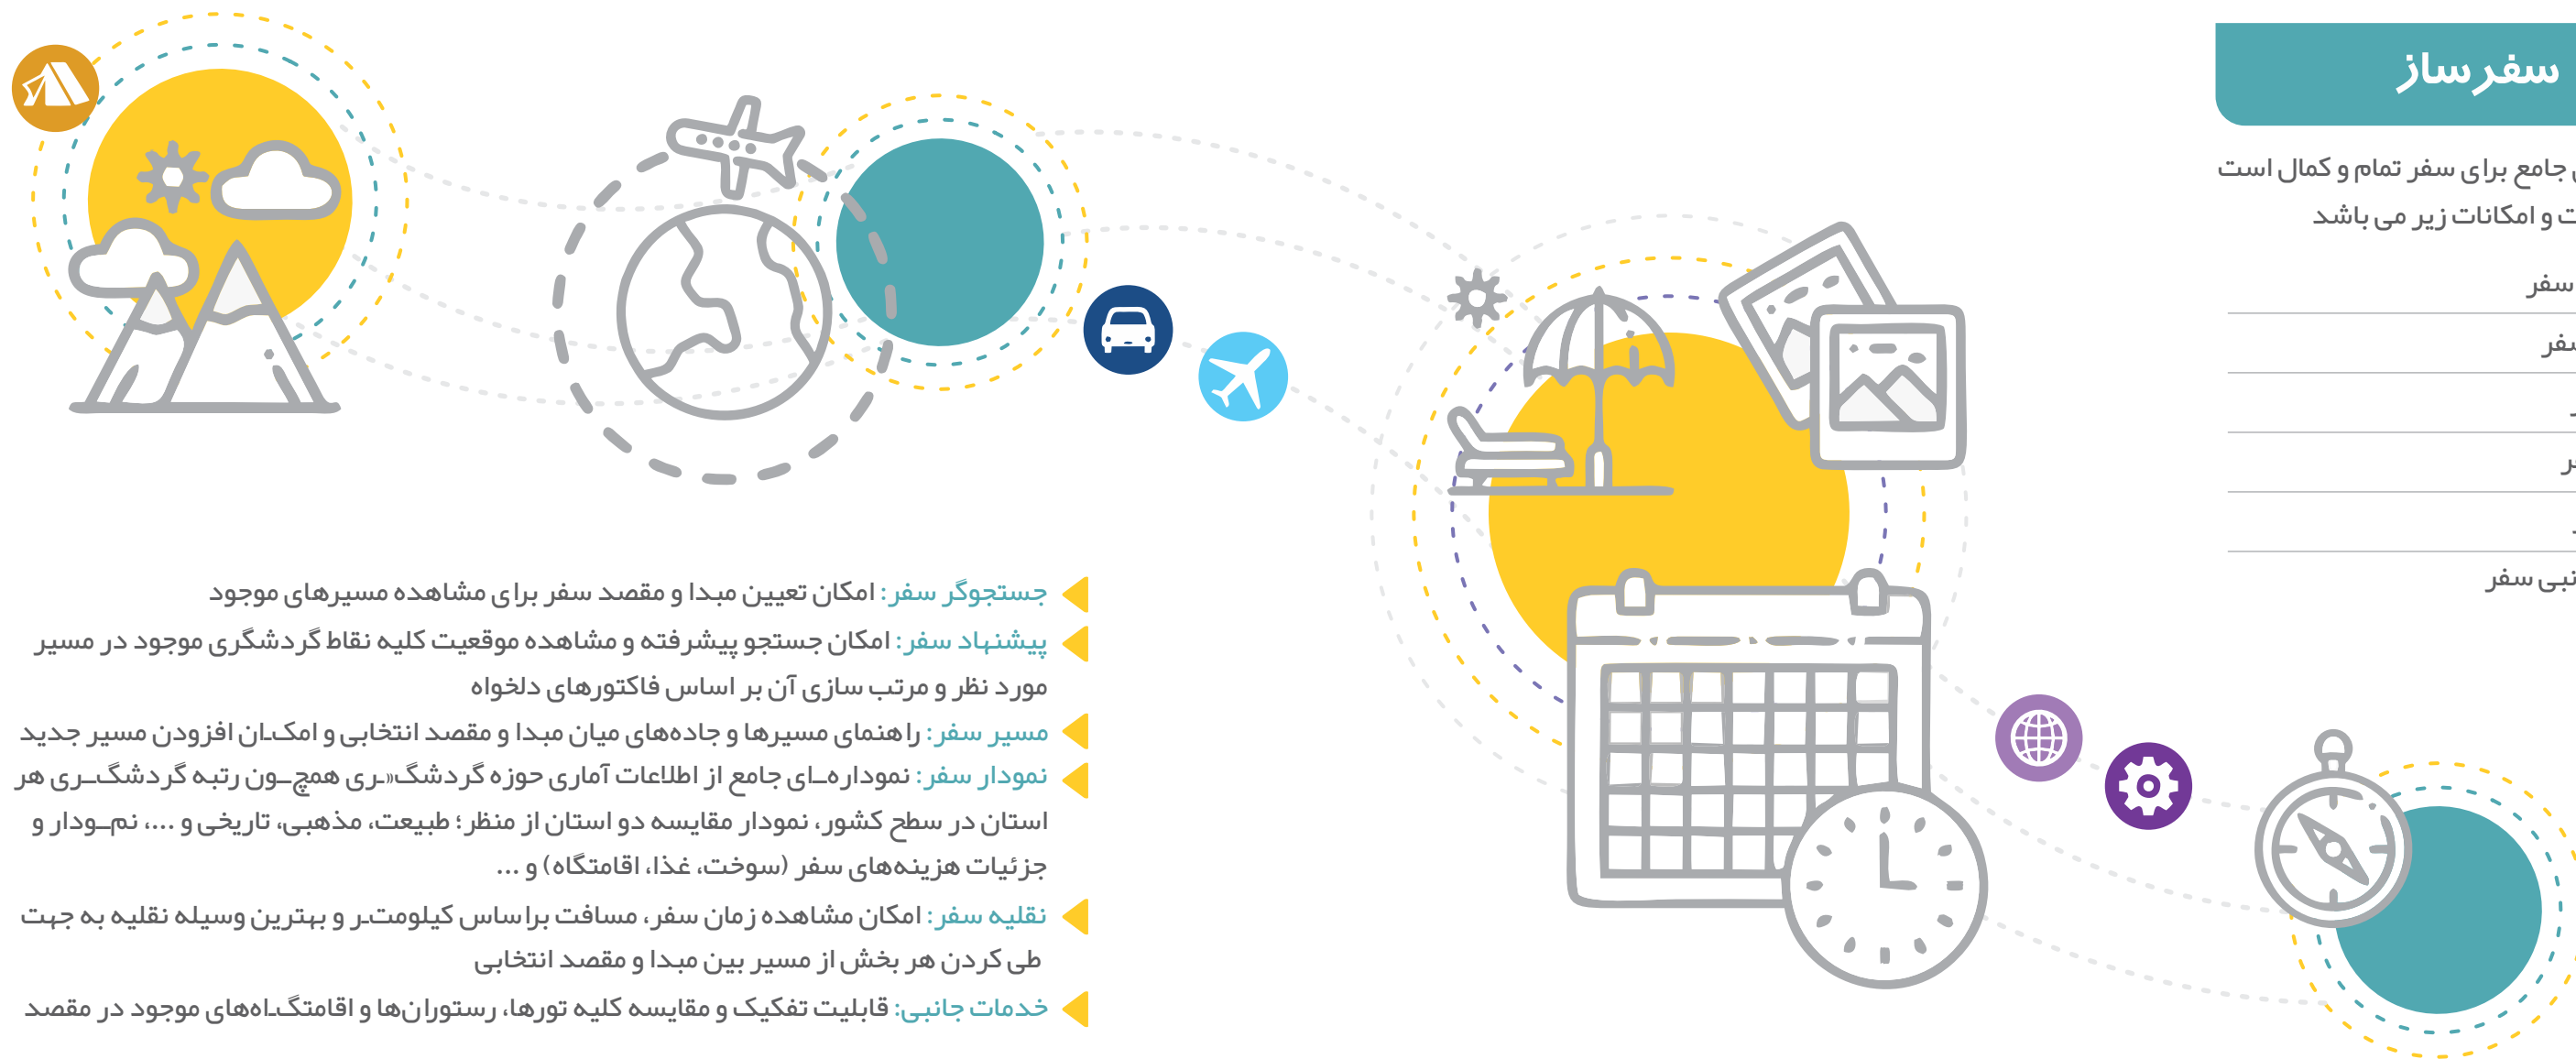 سفرساز
جامع برای سفر تمام و کمال است
و امکانات زیر می باشد
سفر
سفر
جستجوگر سفر: امکان تعیین مبدا و مقصد سفر برای مشاهده مسیرهای موجود
پیشنهاد سفر: امکان جستجو پیشرفته و مشاهده موقعیت کلیه نقاط گردشگری موجود در مسیر
مورد نظر و مرتب سازی آن بر اساس فاکتورهای دلخواه
مسیر سفر: راهنمای مسیرها و جاده‌های میان مبدا و مقصد انتخابی و امکـان افزودن مسیر جدید
نمودار سفر: نمودارهـای جامع از اطلاعات آماری حوزه گردشگ«ـری همچــون رتبه گردشگــری هر
استان در سطح کشور، نمودار مقایسه دو استان از منظر؛ طبیعت، مذهبی، تاریخی و ...، نمــودار و
جزئیات هزینه‌های سفر (سوخت، غذا، اقامتگاه) و ...
نقلیه سفر: امکان مشاهده زمان سفر، مسافت براساس کیلومتـر و بهترین وسیله نقلیه به جهت
طی کردن هر بخش از مسیر بین مبدا و مقصد انتخابی
خدمات جانبی: قابلیت تفکیک و مقایسه کلیه تورها، رستوران‌ها و اقامتگـاه‌های موجود در مقصد